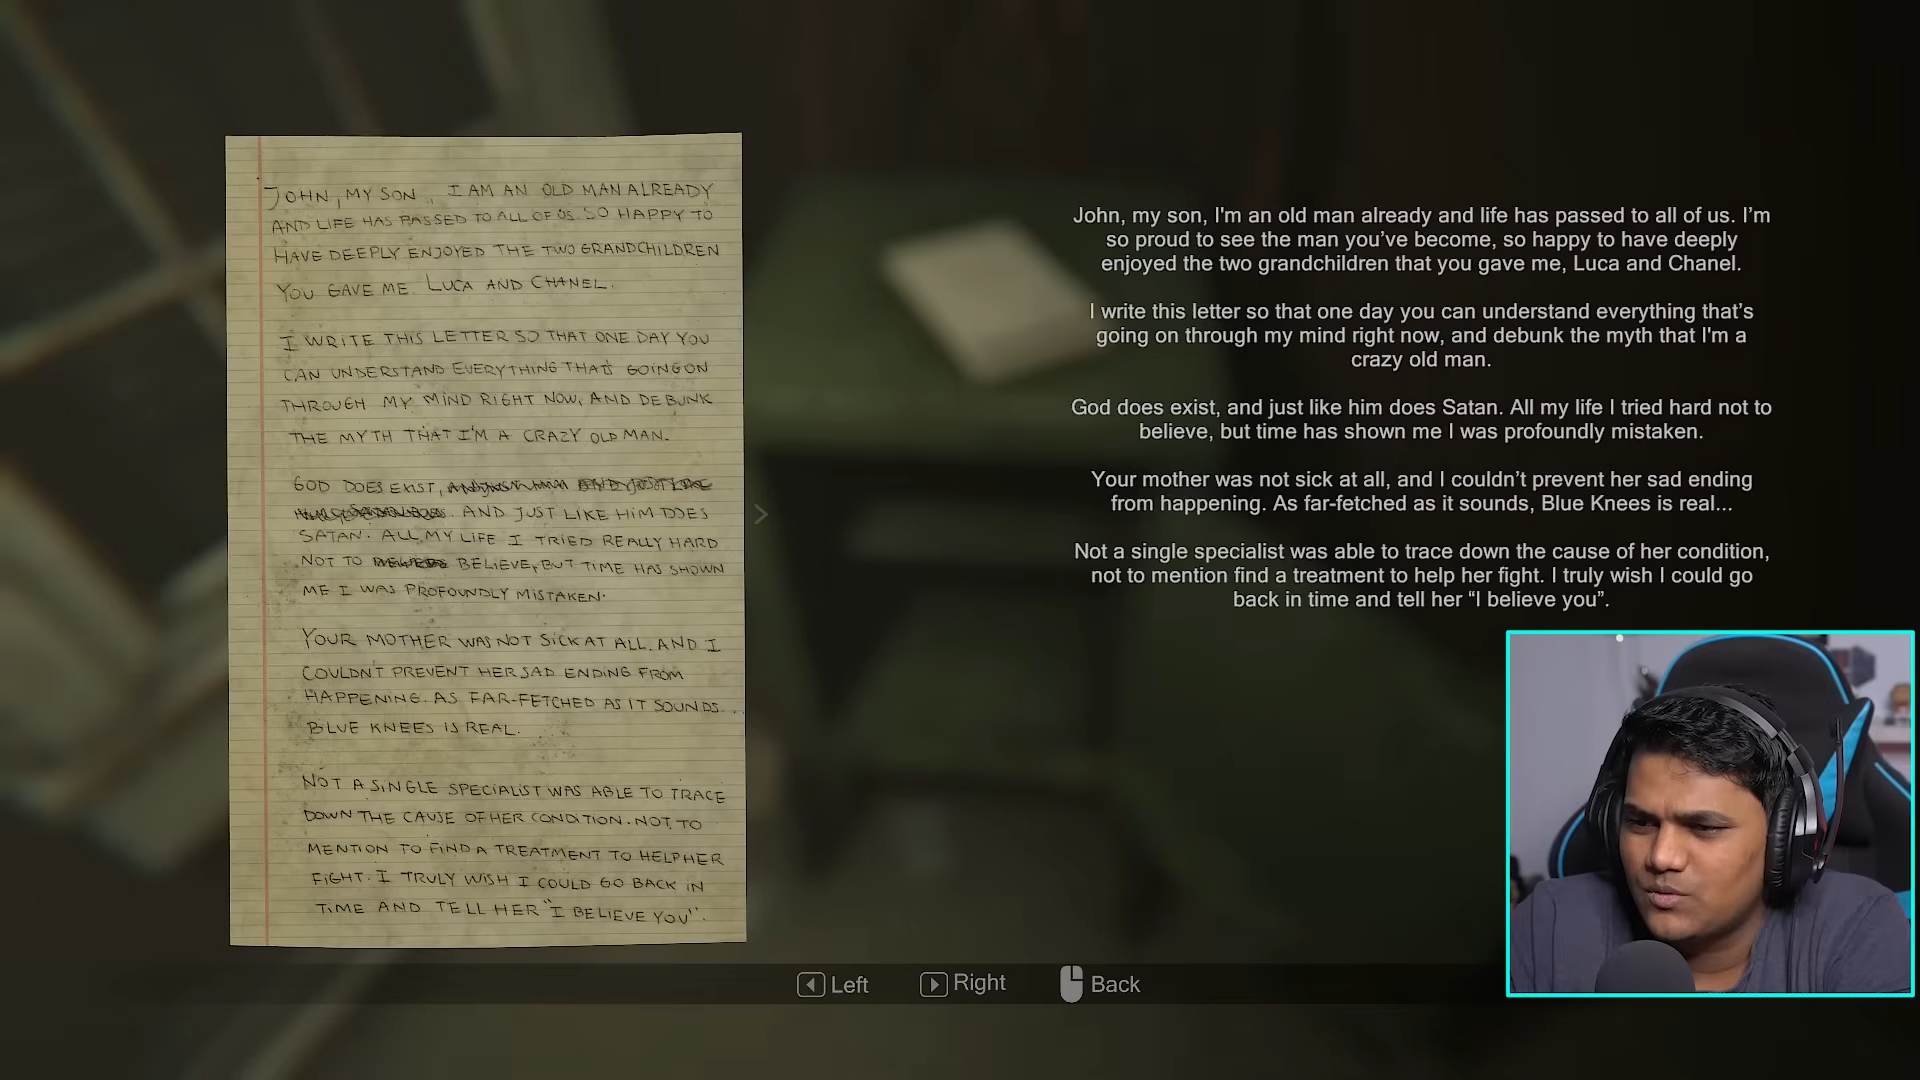 JOHN, MY SON, I AM AN OLD MAN ALREADY
AND LIFE HAS PASSED TO ALL OF US. SO HAPPY TO
HAVE DEEPLY ENJOYED THE TWO GRANDCHILDREN
YOU GAVE ME. LUCA AND CHANEL.
I WRITE THIS LETTER SO THAT ONE DAY YOU
CAN UNDERSTAND EVERYTHING THAT'S GOING ON
THROUGH MY MIND RIGHT NOW, AND DEBUNK
THE MYTH THAT I'M A CRAZY OLD MAN.
GOD DOES EXIST,
AND JUST LIKE HIM DOES
SATAN. ALL MY LIFE I TRIED REALLY HARD
NOT TO BELIEVE, BUT TIME HAS SHOWN
ME I WAS PROFOUNDLY MISTAKEN.
YOUR MOTHER WAS NOT SICK AT ALL. AND I
COULDN'T PREVENT HER SAD ENDING FROM
HAPPENING. AS FAR-FETCHED AS IT SOUNDS...
BLUE KNEES IS REAL.
NOT A SINGLE SPECIALIST WAS ABLE TO TRACE
DOWN THE CAUSE OF HER CONDITION. NOT TO
MENTION TO FIND A TREATMENT TO HELP HER
FIGHT. I TRULY WISH I COULD GO BACK IN
TIME AND TELL HER "I BELIEVE YOU".
John, my son, I'm an old man already and life has passed to all of us. I’m
so proud to see the man you’ve become, so happy to have deeply
enjoyed the two grandchildren that you gave me, Luca and Chanel.
I write this letter so that one day you can understand everything that’s
going on through my mind right now, and debunk the myth that I'm a
crazy old man.
God does exist, and just like him does Satan. All my life I tried hard not to
believe, but time has shown me I was profoundly mistaken.
Your mother was not sick at all, and I couldn’t prevent her sad ending
from happening. As far-fetched as it sounds, Blue Knees is real...
Not a single specialist was able to trace down the cause of her condition,
not to mention find a treatment to help her fight. I truly wish I could go
back in time and tell her “I believe you”.
Left
Right
Back